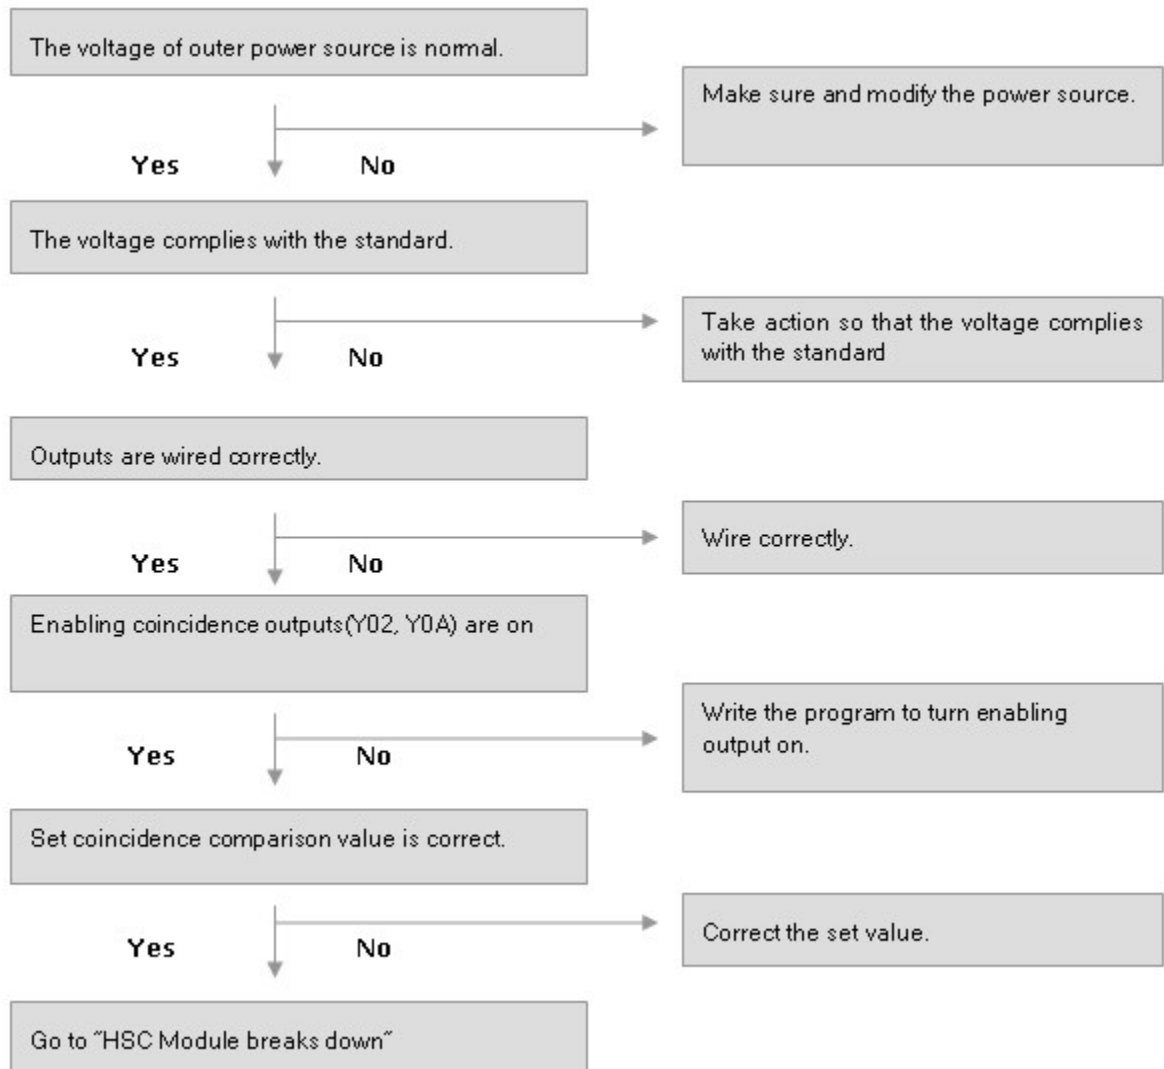 The voltage of outer power source is normal.
Make sure and modify the power source.
Yes No
The voltage complies with the standard.
Take action so that the voltage complies
with the standard
Yes No
Outputs are wired correctly.
Wire correctly.
Yes No
Enabling coincidence outputs(Y02, Y0A) are on
Write the program to turn enabling
output on.
Yes No
Set coincidence comparison value is correct.
Correct the set value.
Yes No
Go to "HSC Module breaks down"